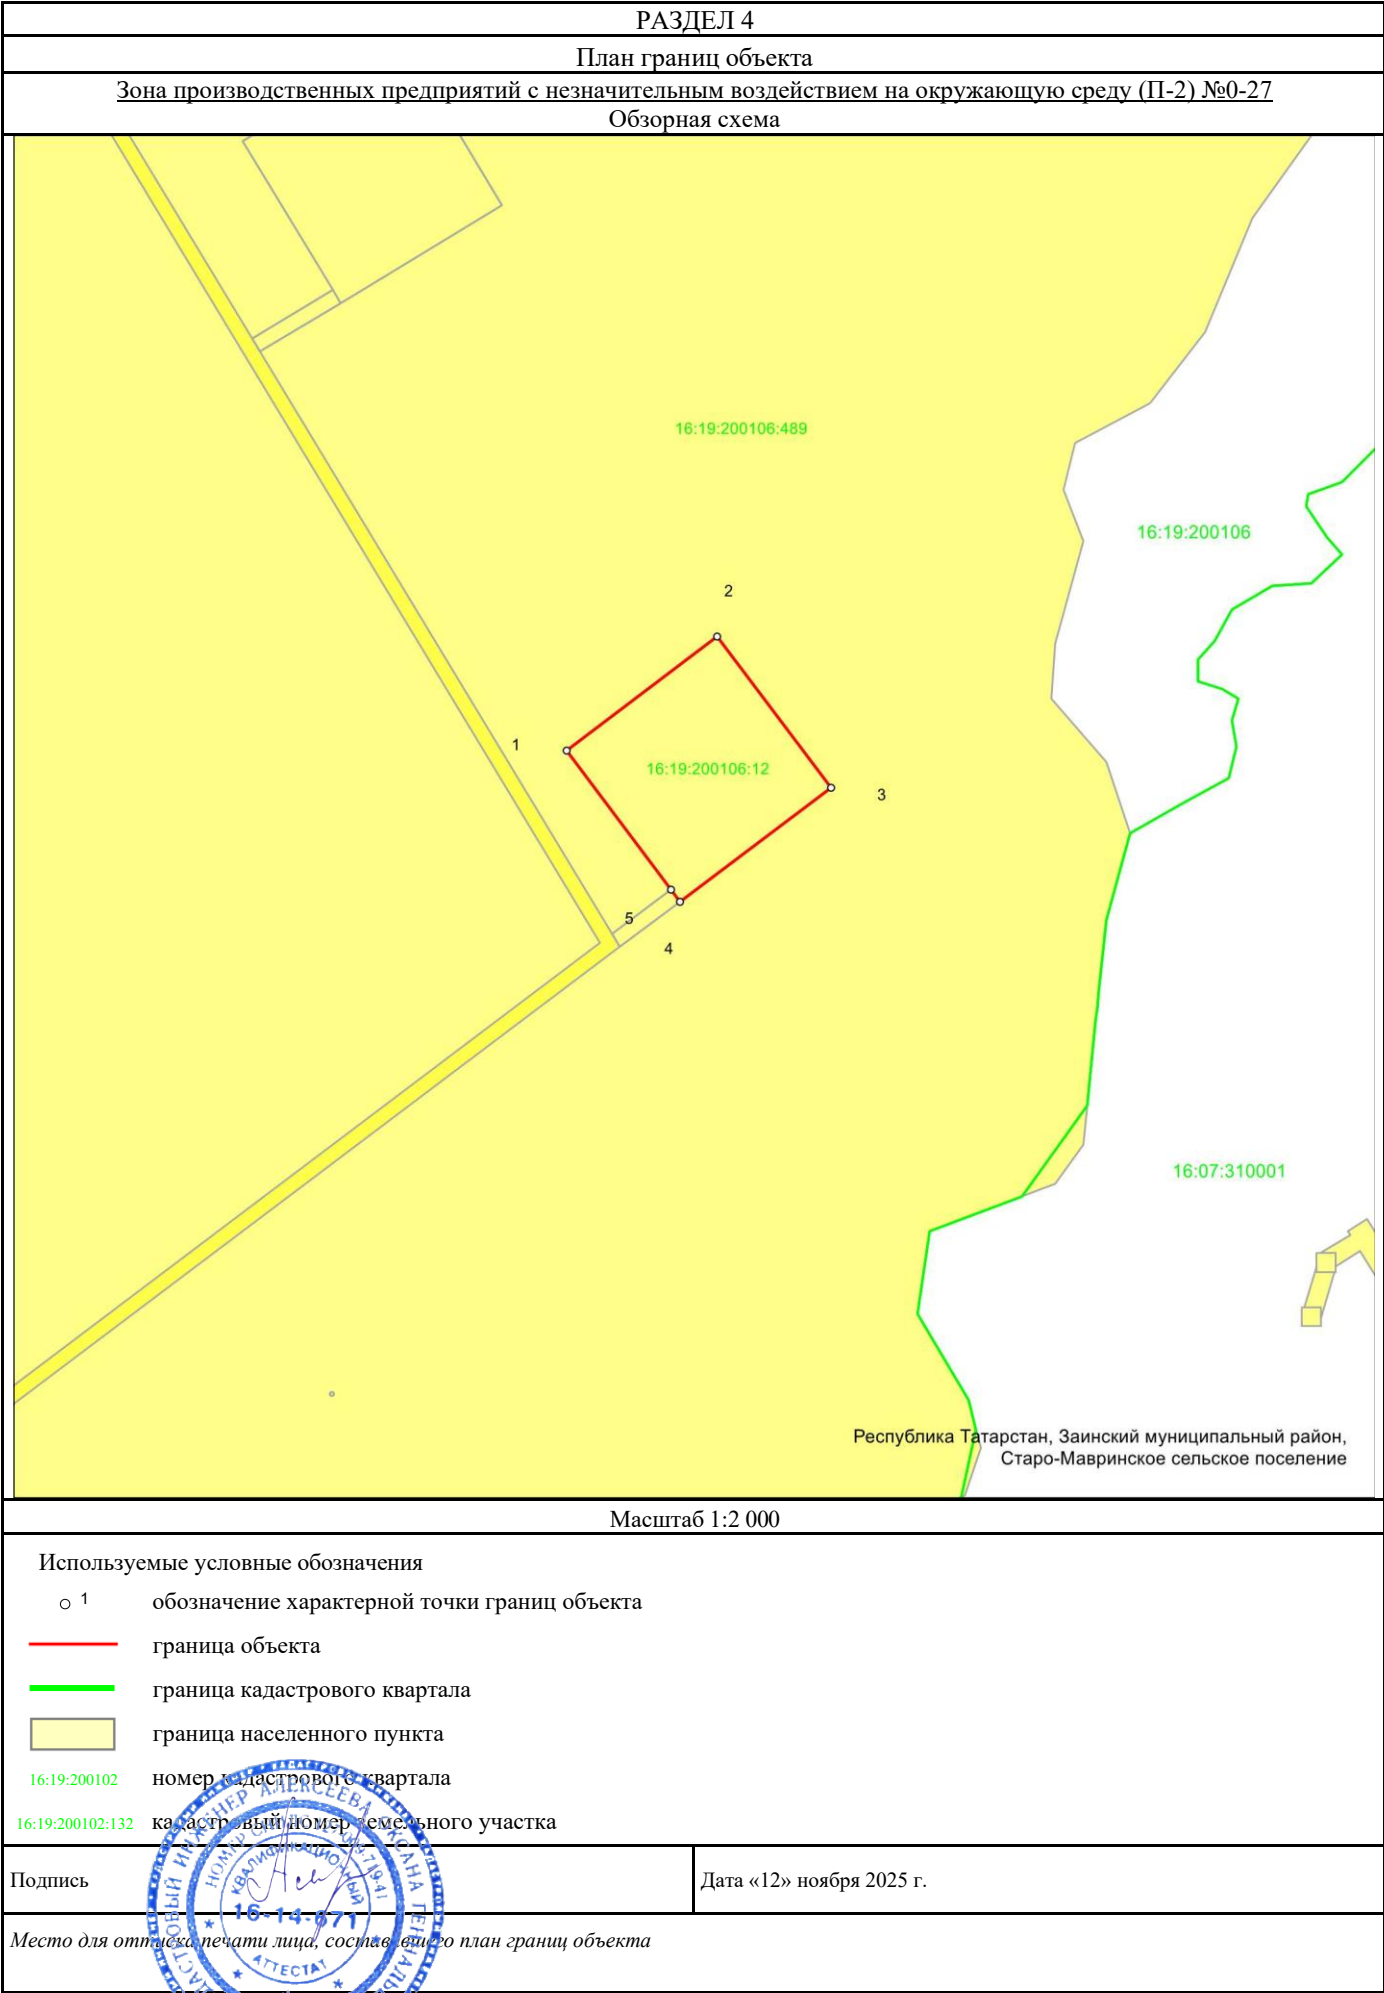 РАЗДЕЛ 4
План границ объекта
Зона производственных предприятий с незначительным воздействием на окружающую среду (П-2) №0-27
Обзорная схема
16:19:200106:489
16:19:200106
2
1
16:19:200106:12
3
5
4
16:07:310001
Республика Татарстан, Заинский муниципальный район,
Старо-Мавринское сельское поселение
Масштаб 1:2 000
Используемые условные обозначения
1 обозначение характерной точки границ объекта
граница объекта
граница кадастрового квартала
граница населенного пункта
16:19:200102 номер кадастрового квартала
16:19:200102:132 кадастровый номер земельного участка
Подпись
Дата «12» ноября 2025 г.
Место для оттиска печати лица, составившего план границ объекта
ИНЖЕНЕР АЛЕКСЕЕВА ОКСАНА
КВАЛИФИКАЦИОННЫЙ
16-14-671
АТТЕСТАТ